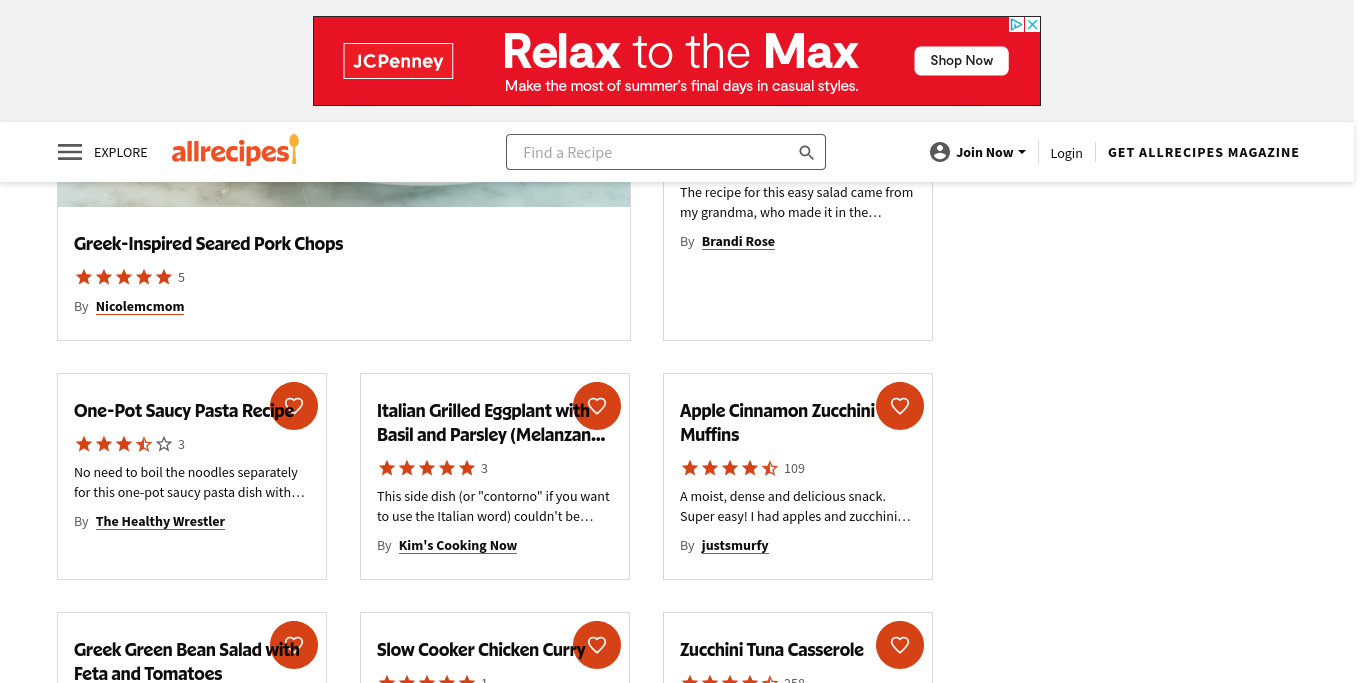 JCPenney
Relax to the Max
Make the most of summer's final days in casual styles.
Shop Now
EXPLORE
allrecipes
Find a Recipe
Join Now
Login
GET ALLRECIPES MAGAZINE
The recipe for this easy salad came from
my grandma, who made it in the…
By Brandi Rose
Greek-Inspired Seared Pork Chops
5
By Nicolemcmom
One-Pot Saucy Pasta Recipe
3
No need to boil the noodles separately
for this one-pot saucy pasta dish with…
By The Healthy Wrestler
Italian Grilled Eggplant with
Basil and Parsley (Melanzan...
3
This side dish (or "contorno" if you want
to use the Italian word) couldn't be…
By Kim's Cooking Now
Apple Cinnamon Zucchini
Muffins
109
A moist, dense and delicious snack.
Super easy! I had apples and zucchini…
By justsmurfy
Greek Green Bean Salad with
Feta and Tomatoes
Slow Cooker Chicken Curry
1
Zucchini Tuna Casserole
258